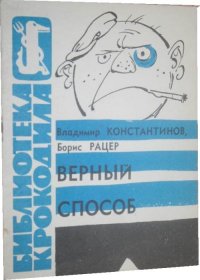 БИБЛИОТЕКА
КРОКОДИЛА
Владимир КОНСТАНТИНОВ,
Борис РАЦЕР
ВЕРНЫЙ
СПОСОБ